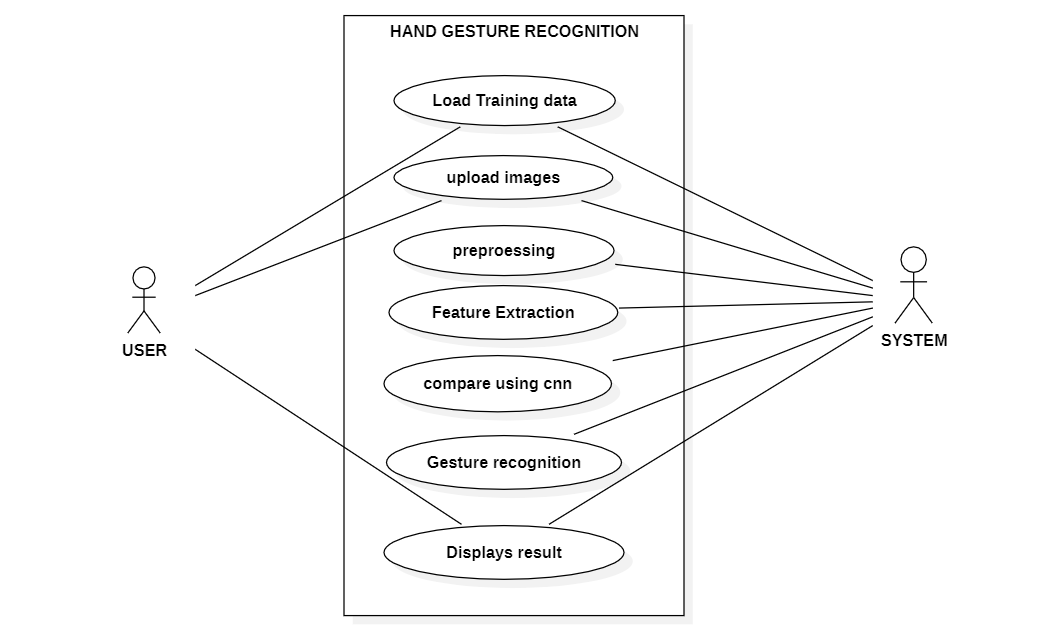 HAND GESTURE RECOGNITION
Load Training data
upload images
preproessing
Feature Extraction
compare using cnn
Gesture recognition
Displays result
USER
SYSTEM